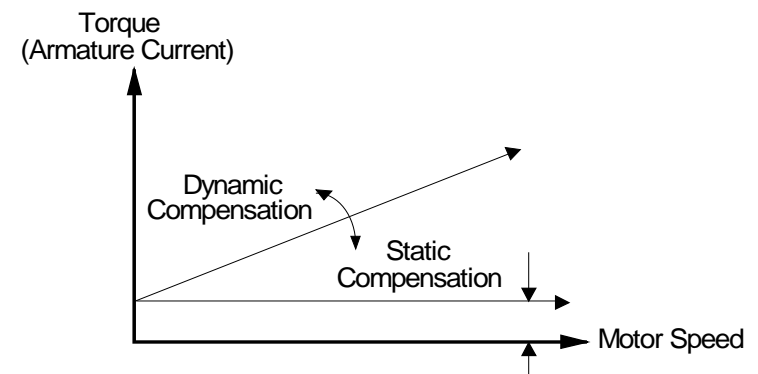 Torque
(Armature Current)
Dynamic
Compensation
Static
Compensation
Motor Speed